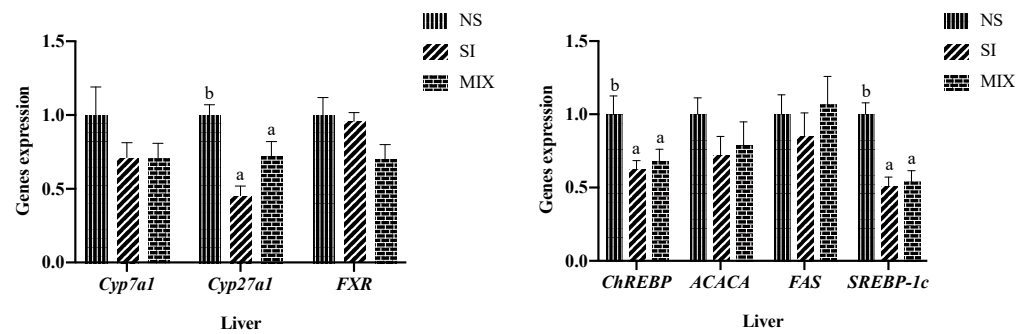 NS
SI
MIX
Genes expression
1.5
1.0
0.5
0.0
b
a
a
Cyp7a1 Cyp27a1 FXR
Liver
NS
SI
MIX
Genes expression
1.5
1.0
0.5
0.0
b
a
a
b
a
a
ChREBP ACACA FAS SREBP-1c
Liver